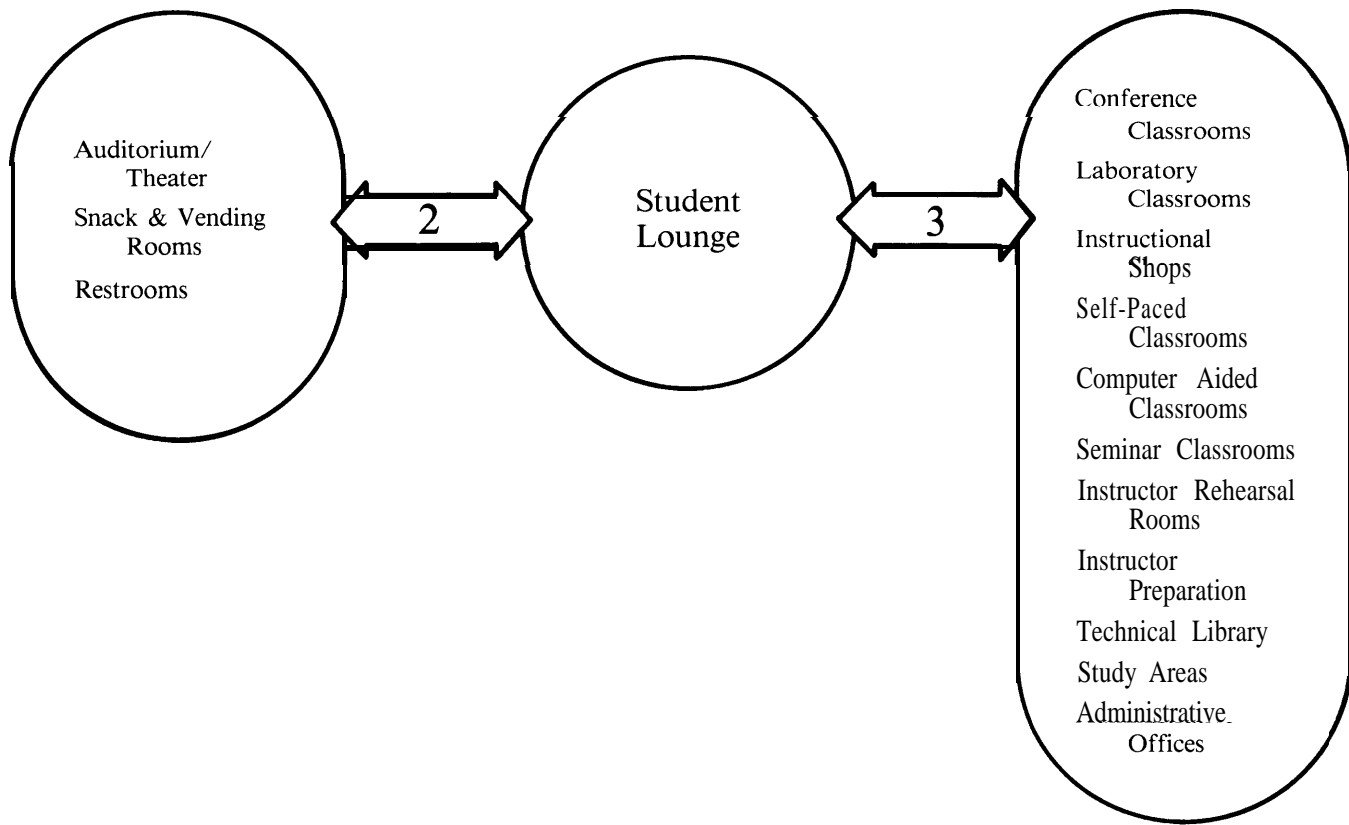 Auditorium/
Theater
Snack & Vending
Rooms
Restrooms
2
Student
Lounge
3
Conference
Classrooms
Laboratory
Classrooms
Instructional
Shops
Self-Paced
Classrooms
Computer Aided
Classrooms
Seminar Classrooms
Instructor Rehearsal
Rooms
Instructor
Preparation
Technical Library
Study Areas
Administrative
Offices